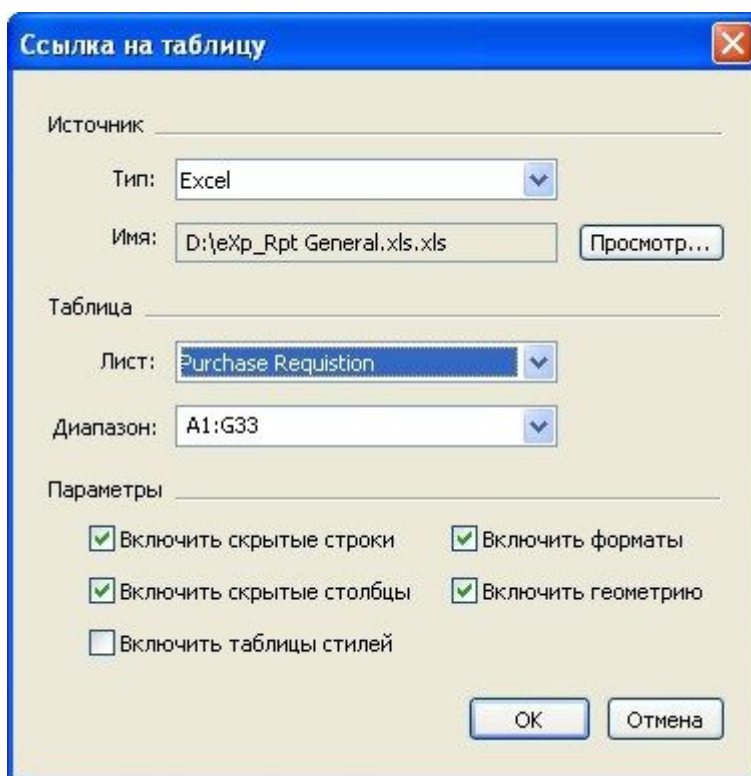 Ссылка на таблицу
Источник
Тип: Excel
Имя: D:\eXp_Rpt General.xls.xls Просмотр...
Таблица
Лист: Purchase Requistion
Диапазон: A1:G33
Параметры
Включить скрытые строки Включить форматы
Включить скрытые столбцы Включить геометрию
Включить таблицы стилей
OK Отмена